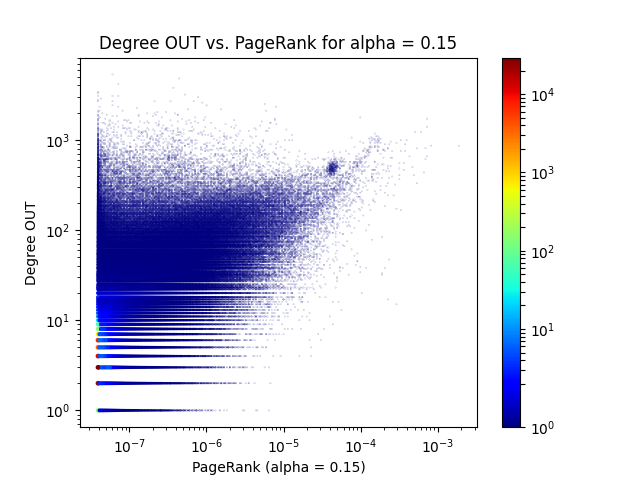 Degree OUT vs. PageRank for alpha = 0.15
Degree OUT
10³
10²
10¹
10⁰
10⁻⁷ 10⁻⁶ 10⁻⁵ 10⁻⁴ 10⁻³
PageRank (alpha = 0.15)
10⁴
10³
10²
10¹
10⁰